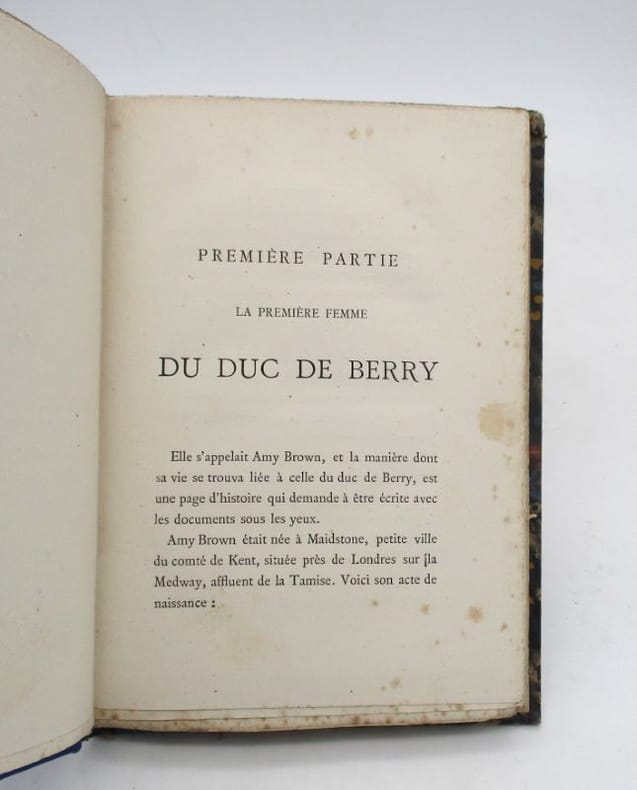 PREMIÈRE PARTIE
LA PREMIÈRE FEMME
DU DUC DE BERRY
Elle s'appelait Amy Brown, et la manière dont
sa vie se trouva liée à celle du duc de Berry, est
une page d'histoire qui demande à être écrite avec
les documents sous les yeux.
Amy Brown était née à Maidstone, petite ville
du comté de Kent, située près de Londres sur la
Medway, affluent de la Tamise. Voici son acte de
naissance :